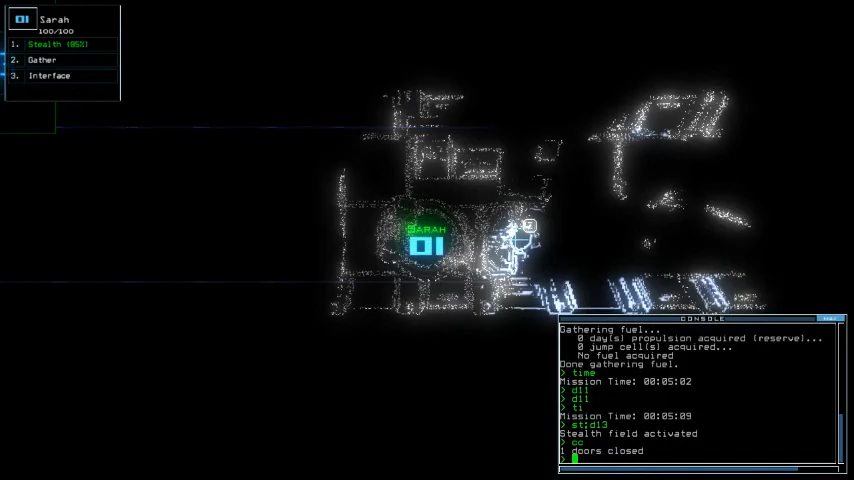 01 Sarah
100/100
1. Stealth (85%)
2. Gather
3. Interface
SARAH
01
CONSOLE
Gathering fuel...
0 day(s) propulsion acquired (reserve)...
0 jump cell(s) acquired...
No fuel acquired
Done gathering fuel.
> time
Mission Time: 00:05:02
> d11
> d11
> ti
Mission Time: 00:05:09
> st;d13
Stealth field activated
> cc
1 doors closed
>